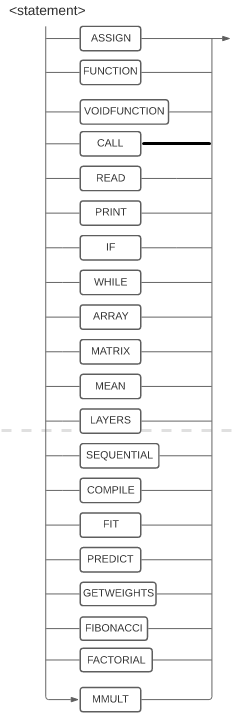 <statement>
ASSIGN
FUNCTION
VOIDFUNCTION
CALL
READ
PRINT
IF
WHILE
ARRAY
MATRIX
MEAN
LAYERS
SEQUENTIAL
COMPILE
FIT
PREDICT
GETWEIGHTS
FIBONACCI
FACTORIAL
MMULT